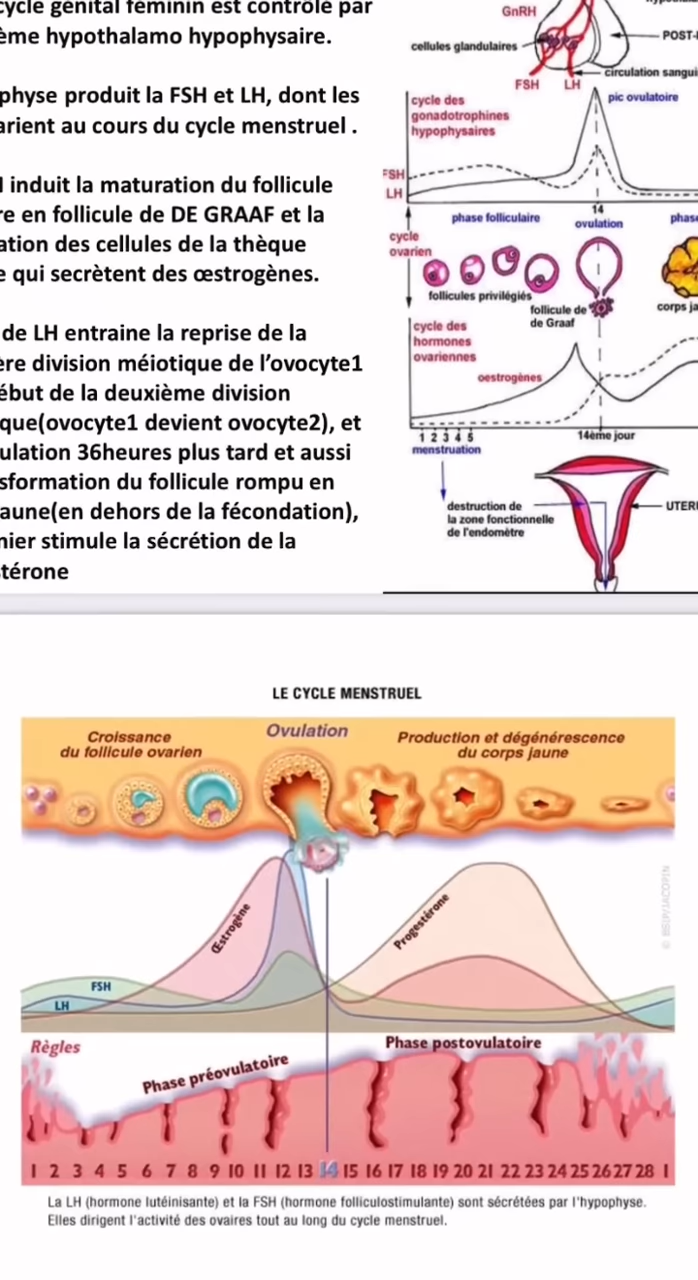 cycle génital féminin est contrôlé par
ème hypothalamo hypophysaire.
physe produit la FSH et LH, dont les
arient au cours du cycle menstruel .
induit la maturation du follicule
re en follicule de DE GRAAF et la
ation des cellules de la thèque
e qui secrètent des œstrogènes.
de LH entraine la reprise de la
ère division méiotique de l'ovocyte1
ébut de la deuxième division
que(ovocyte1 devient ovocyte2), et
ulation 36heures plus tard et aussi
sformation du follicule rompu en
aune(en dehors de la fécondation),
nier stimule la sécrétion de la
térone
GnRH
cellules glandulaires
POST-
circulation sangui
FSH LH
cycle des
gonadotrophines
hypophysaires
pic ovulatoire
FSH
LH
14
phase folliculaire
ovulation
phas
cycle
ovarien
follicules privilégiés
follicule de
de Graaf
corps ja
cycle des
hormones
ovariennes
oestrogènes
1 2 3 4 5
14ème jour
menstruation
destruction de
la zone fonctionnelle
de l'endomètre
UTER
LE CYCLE MENSTRUEL
Croissance
du follicule ovarien
Ovulation
Production et dégénérescence
du corps jaune
Œstrogène
Progestérone
FSH
LH
© BSIP/JACOPIN
Règles
Phase préovulatoire
Phase postovulatoire
1 2 3 4 5 6 7 8 9 10 11 12 13 14 15 16 17 18 19 20 21 22 23 24 25 26 27 28 1
La LH (hormone lutéinisante) et la FSH (hormone folliculostimulante) sont sécrétées par l'hypophyse.
Elles dirigent l'activité des ovaires tout au long du cycle menstruel.